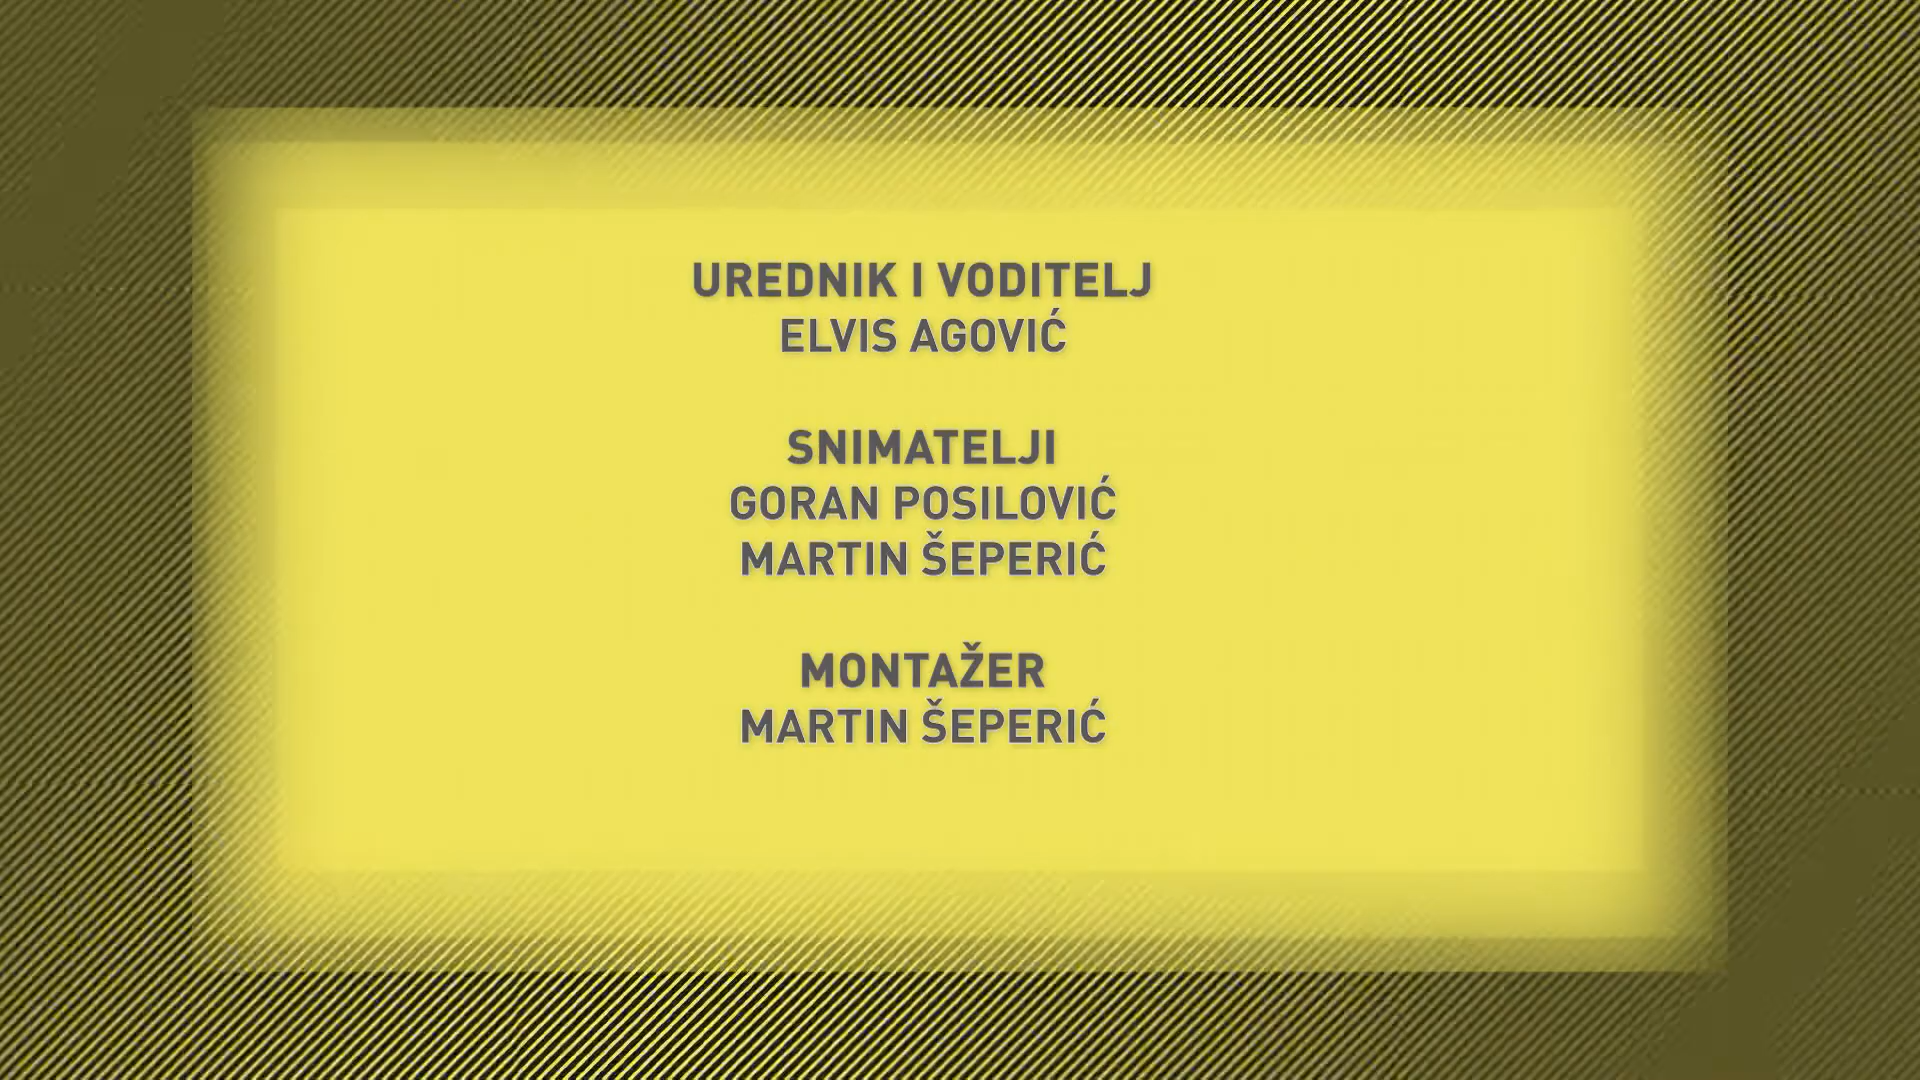 UREDNIK I VODITELJ
ELVIS AGOVIĆ
SNIMATELJI
GORAN POSILOVIĆ
MARTIN ŠEPERIĆ
MONTAŽER
MARTIN ŠEPERIĆ